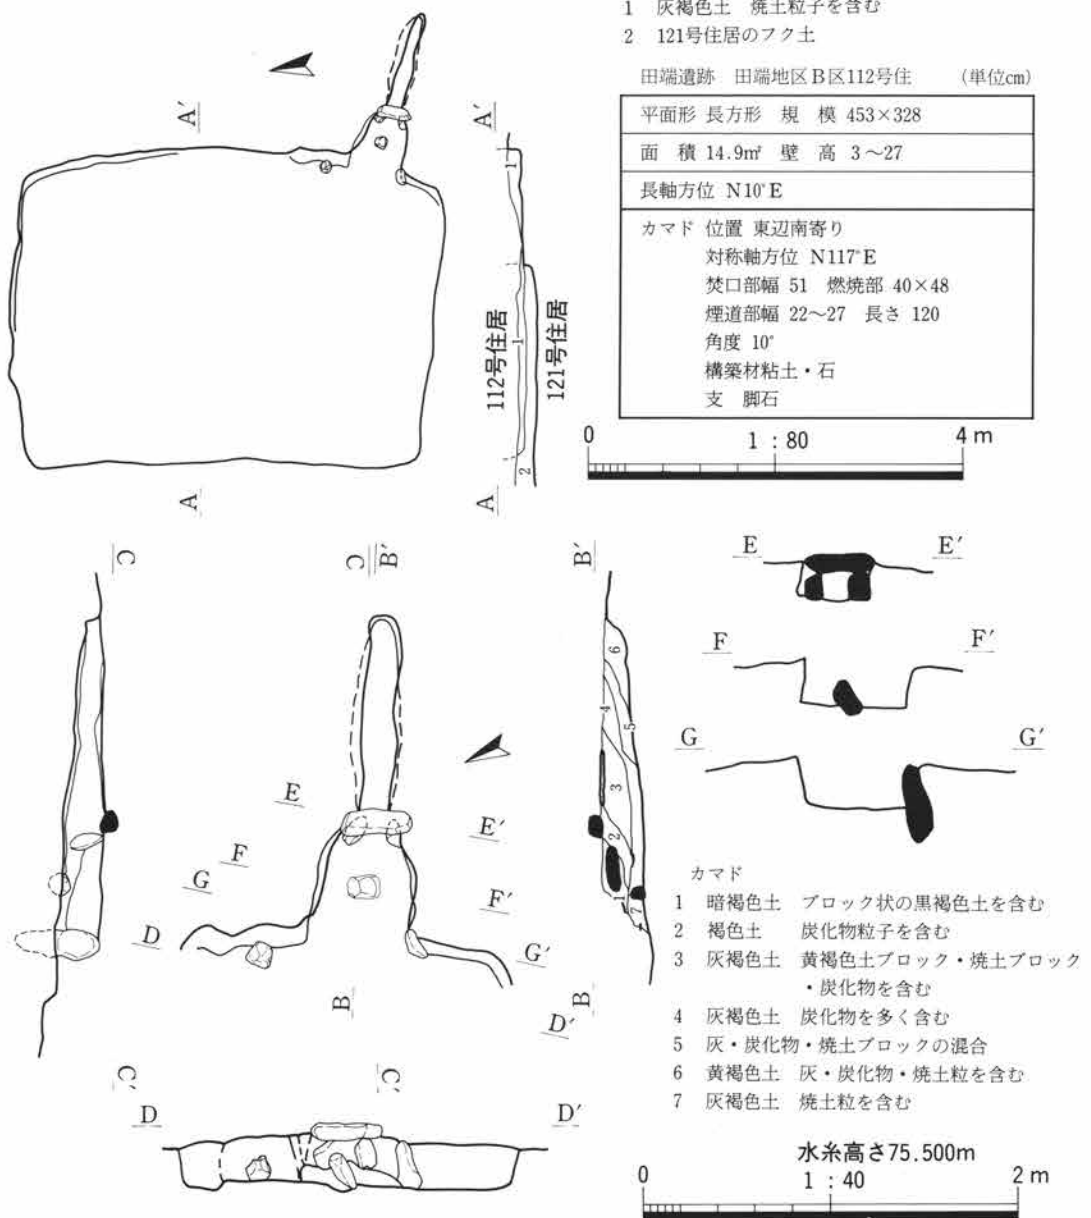 1 灰褐色土 焼土粒子を含む
2 121号住居のフク土
田端遺跡 田端地区B区112号住 (単位cm)
平面形 長方形 規 模 453×328
面 積 14.9㎡ 壁 高 3~27
長軸方位 N10°E
カマド 位置 東辺南寄り
対称軸方位 N117°E
焚口部幅 51 燃焼部 40×48
煙道部幅 22~27 長さ 120
角度 10°
構築材粘土・石
支 脚石
0 1:80 4m
A′
A′
1
112号住居
1
121号住居
2
A
A
C
C
B′
B′
6
4
5
3
2
1
7
E
E′
F
F′
G
G′
D
D′
B
B
E
E′
F
F′
G
G′
C′
C′
D
D′
カマド
1 暗褐色土 ブロック状の黒褐色土を含む
2 褐色土 炭化物粒子を含む
3 灰褐色土 黄褐色土ブロック・焼土ブロック
・炭化物を含む
4 灰褐色土 炭化物を多く含む
5 灰・炭化物・焼土ブロックの混合
6 黄褐色土 灰・炭化物・焼土粒を含む
7 灰褐色土 焼土粒を含む
水糸高さ75.500m
0 1:40 2m